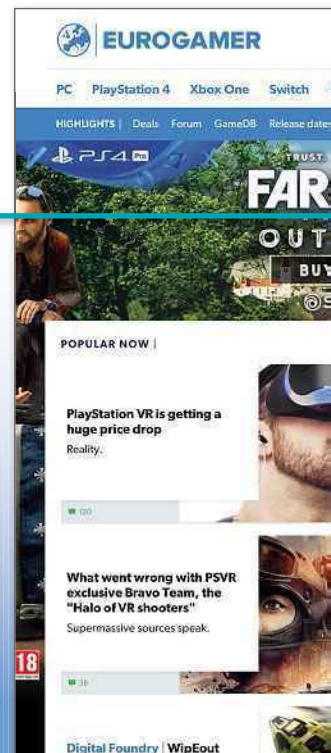 EUROGAMER
PC PlayStation 4 Xbox One Switch
HIGHLIGHTS | Deals Forum GameDB Release dates
PS4 Pro
TRUST
FAR
OUT
BUY
POPULAR NOW |
PlayStation VR is getting a
huge price drop
Reality.
120
What went wrong with PSVR
exclusive Bravo Team, the
"Halo of VR shooters"
Supermassive sources speak.
38
18
Digital Foundry | WipEout